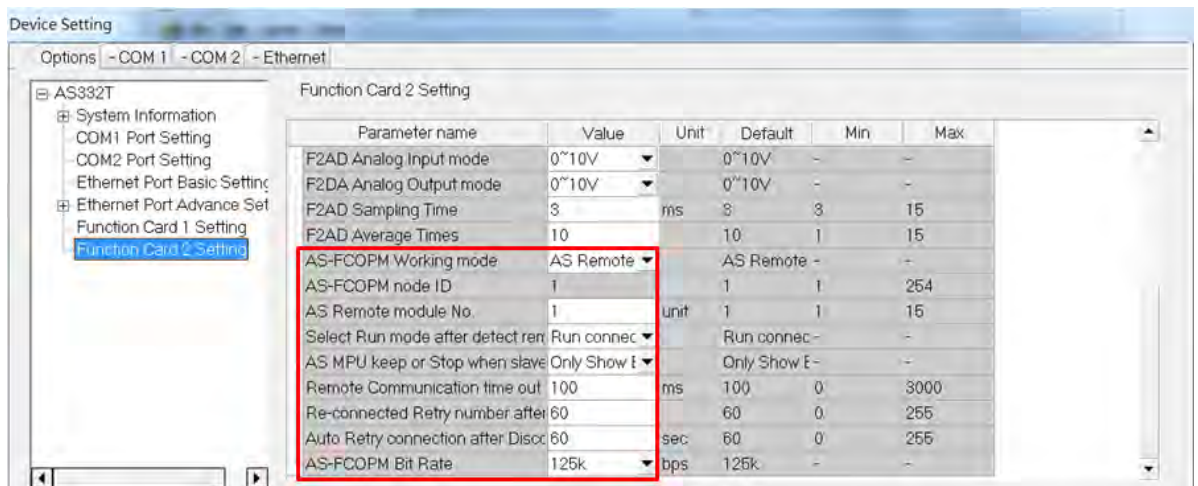 Device Setting
Options - COM 1 - COM 2 - Ethernet
AS332T
System Information
COM1 Port Setting
COM2 Port Setting
Ethernet Port Basic Setting
Ethernet Port Advance Set
Function Card 1 Setting
Function Card 2 Setting
Function Card 2 Setting
Parameter name Value Unit Default Min Max
F2AD Analog Input mode 0~10V 0~10V - -
F2DA Analog Output mode 0~10V 0~10V - -
F2AD Sampling Time 3 ms 3 3 15
F2AD Average Times 10 10 1 15
AS-FCOPM Working mode AS Remote AS Remote - -
AS-FCOPM node ID 1 1 1 254
AS Remote module No. 1 unit 1 1 15
Select Run mode after detect rem Run connec Run connec - -
AS MPU keep or Stop when slave Only Show E Only Show E - -
Remote Communication time out 100 ms 100 0 3000
Re-connected Retry number after 60 60 0 255
Auto Retry connection after Disco 60 sec 60 0 255
AS-FCOPM Bit Rate 125k bps 125k - -